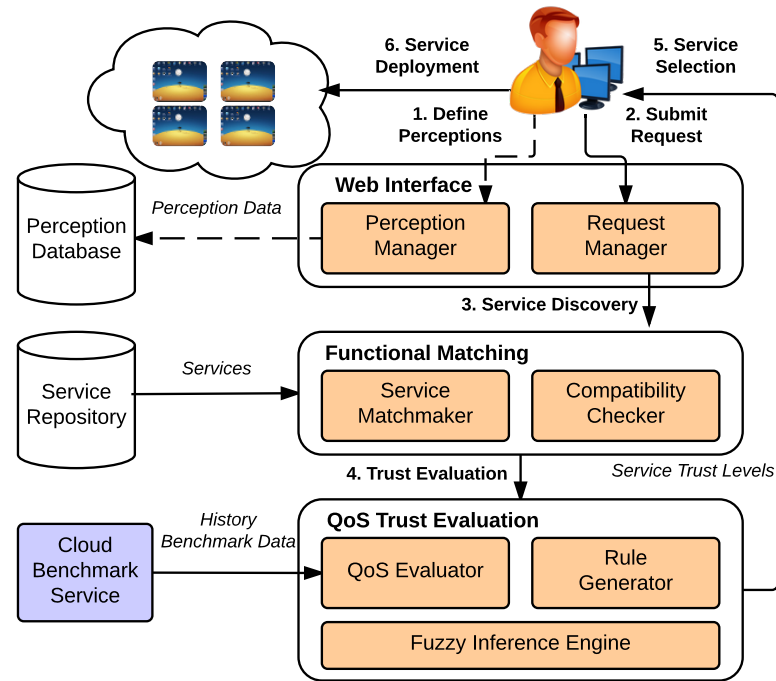 6. Service
Deployment
5. Service
Selection
1. Define
Perceptions
2. Submit
Request
Web Interface
Perception Data
Perception
Database
Perception
Manager
Request
Manager
3. Service Discovery
Functional Matching
Services
Service
Repository
Service
Matchmaker
Compatibility
Checker
4. Trust Evaluation
Service Trust Levels
QoS Trust Evaluation
History
Benchmark Data
Cloud
Benchmark
Service
QoS Evaluator
Rule
Generator
Fuzzy Inference Engine